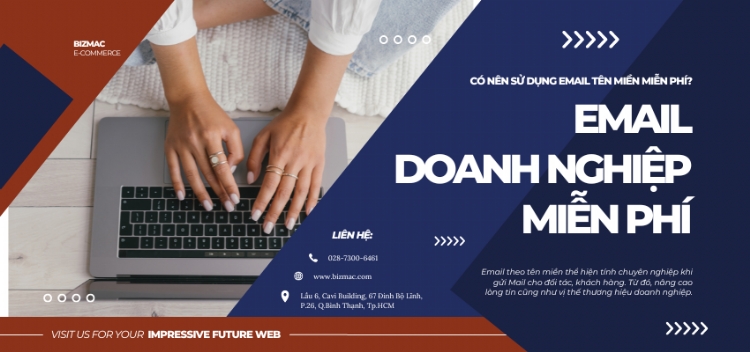 BIZMAC
E-COMMERCE
CÓ NÊN SỬ DỤNG EMAIL TÊN MIỀN MIỄN PHÍ?
EMAIL
DOANH NGHIỆP
MIỄN PHÍ
Email theo tên miền thể hiện tính chuyên nghiệp khi
gửi Mail cho đối tác, khách hàng. Từ đó, nâng cao
lòng tin cũng như vị thế thương hiệu doanh nghiệp.
LIÊN HỆ:
028-7300-6461
www.bizmac.com
Lầu 6, Cavi Building, 67 Đinh Bộ Lĩnh,
P.26, Q.Bình Thạnh, Tp.HCM
VISIT US FOR YOUR IMPRESSIVE FUTURE WEB